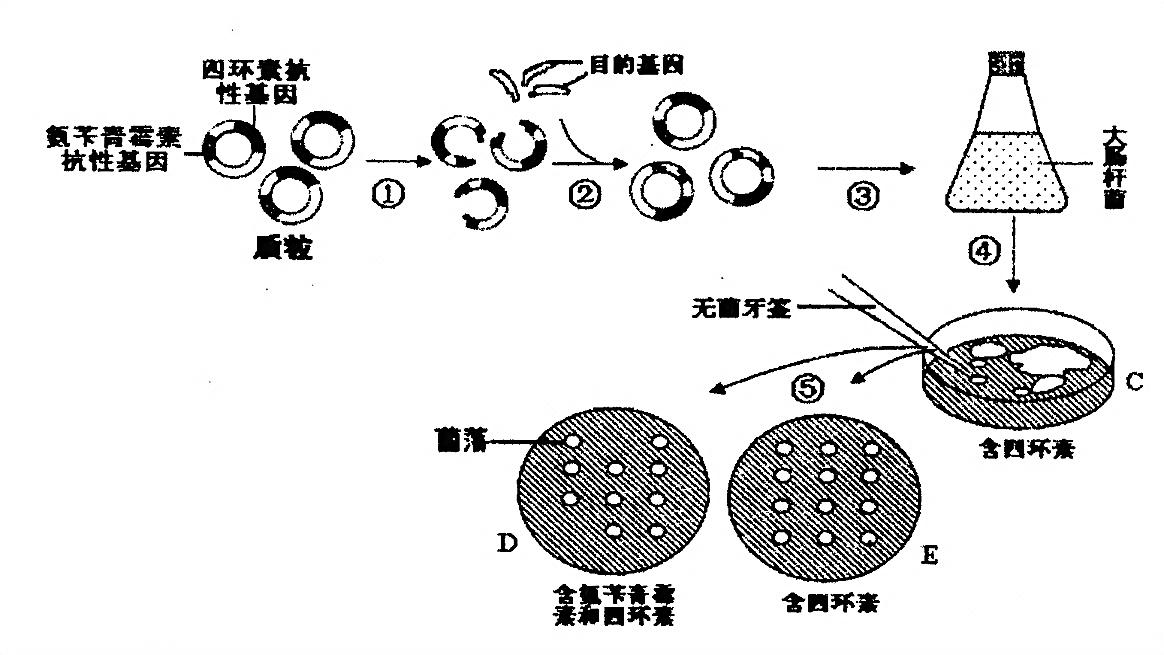 四环素抗
性基因
氨苄青霉素
抗性基因
质粒
目的基因
①
②
③
大肠杆菌
④
无菌牙签
⑤
C
含四环素
菌落
D
E
含氨苄青霉
素和四环素
含四环素